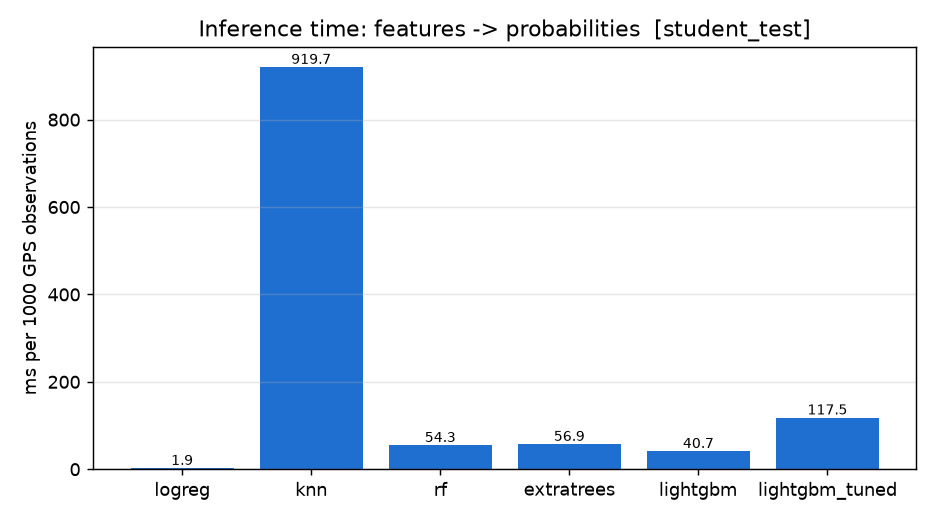 Inference time: features -> probabilities  [student_test]
ms per 1000 GPS observations
800
600
400
200
0
1.9
919.7
54.3
56.9
40.7
117.5
logreg
knn
rf
extratrees
lightgbm
lightgbm_tuned